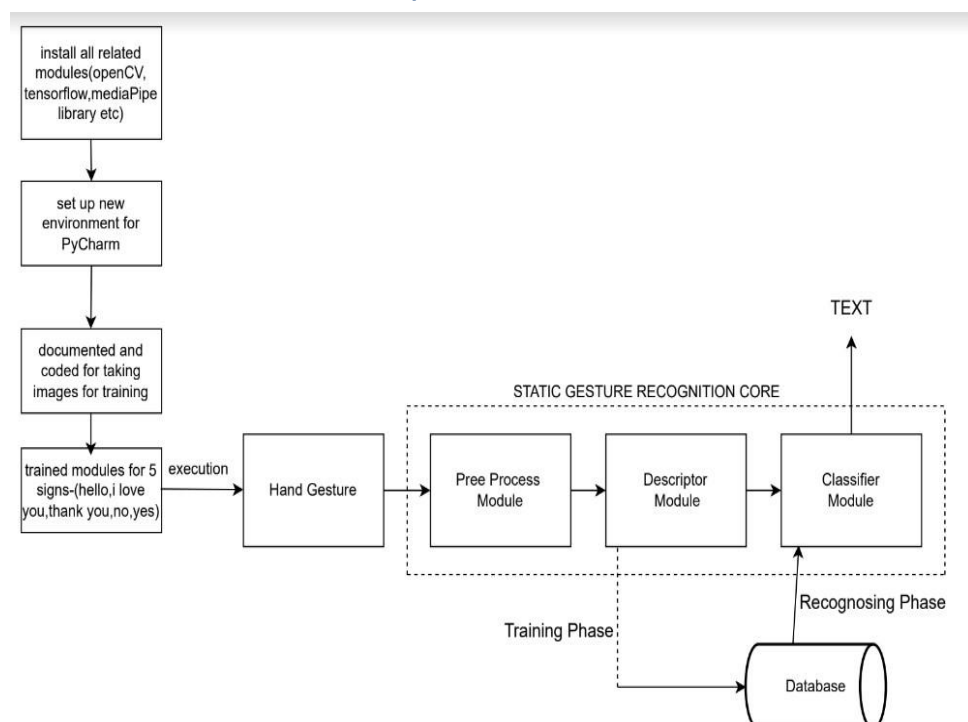 install all related
modules(openCV,
tensorflow,mediaPipe
library etc)
set up new
environment for
PyCharm
documented and
coded for taking
images for training
trained modules for 5
signs-(hello,i love
you,thank you,no,yes)
execution
Hand Gesture
STATIC GESTURE RECOGNITION CORE
Pree Process
Module
Descriptor
Module
Classifier
Module
TEXT
Training Phase
Recognosing Phase
Database